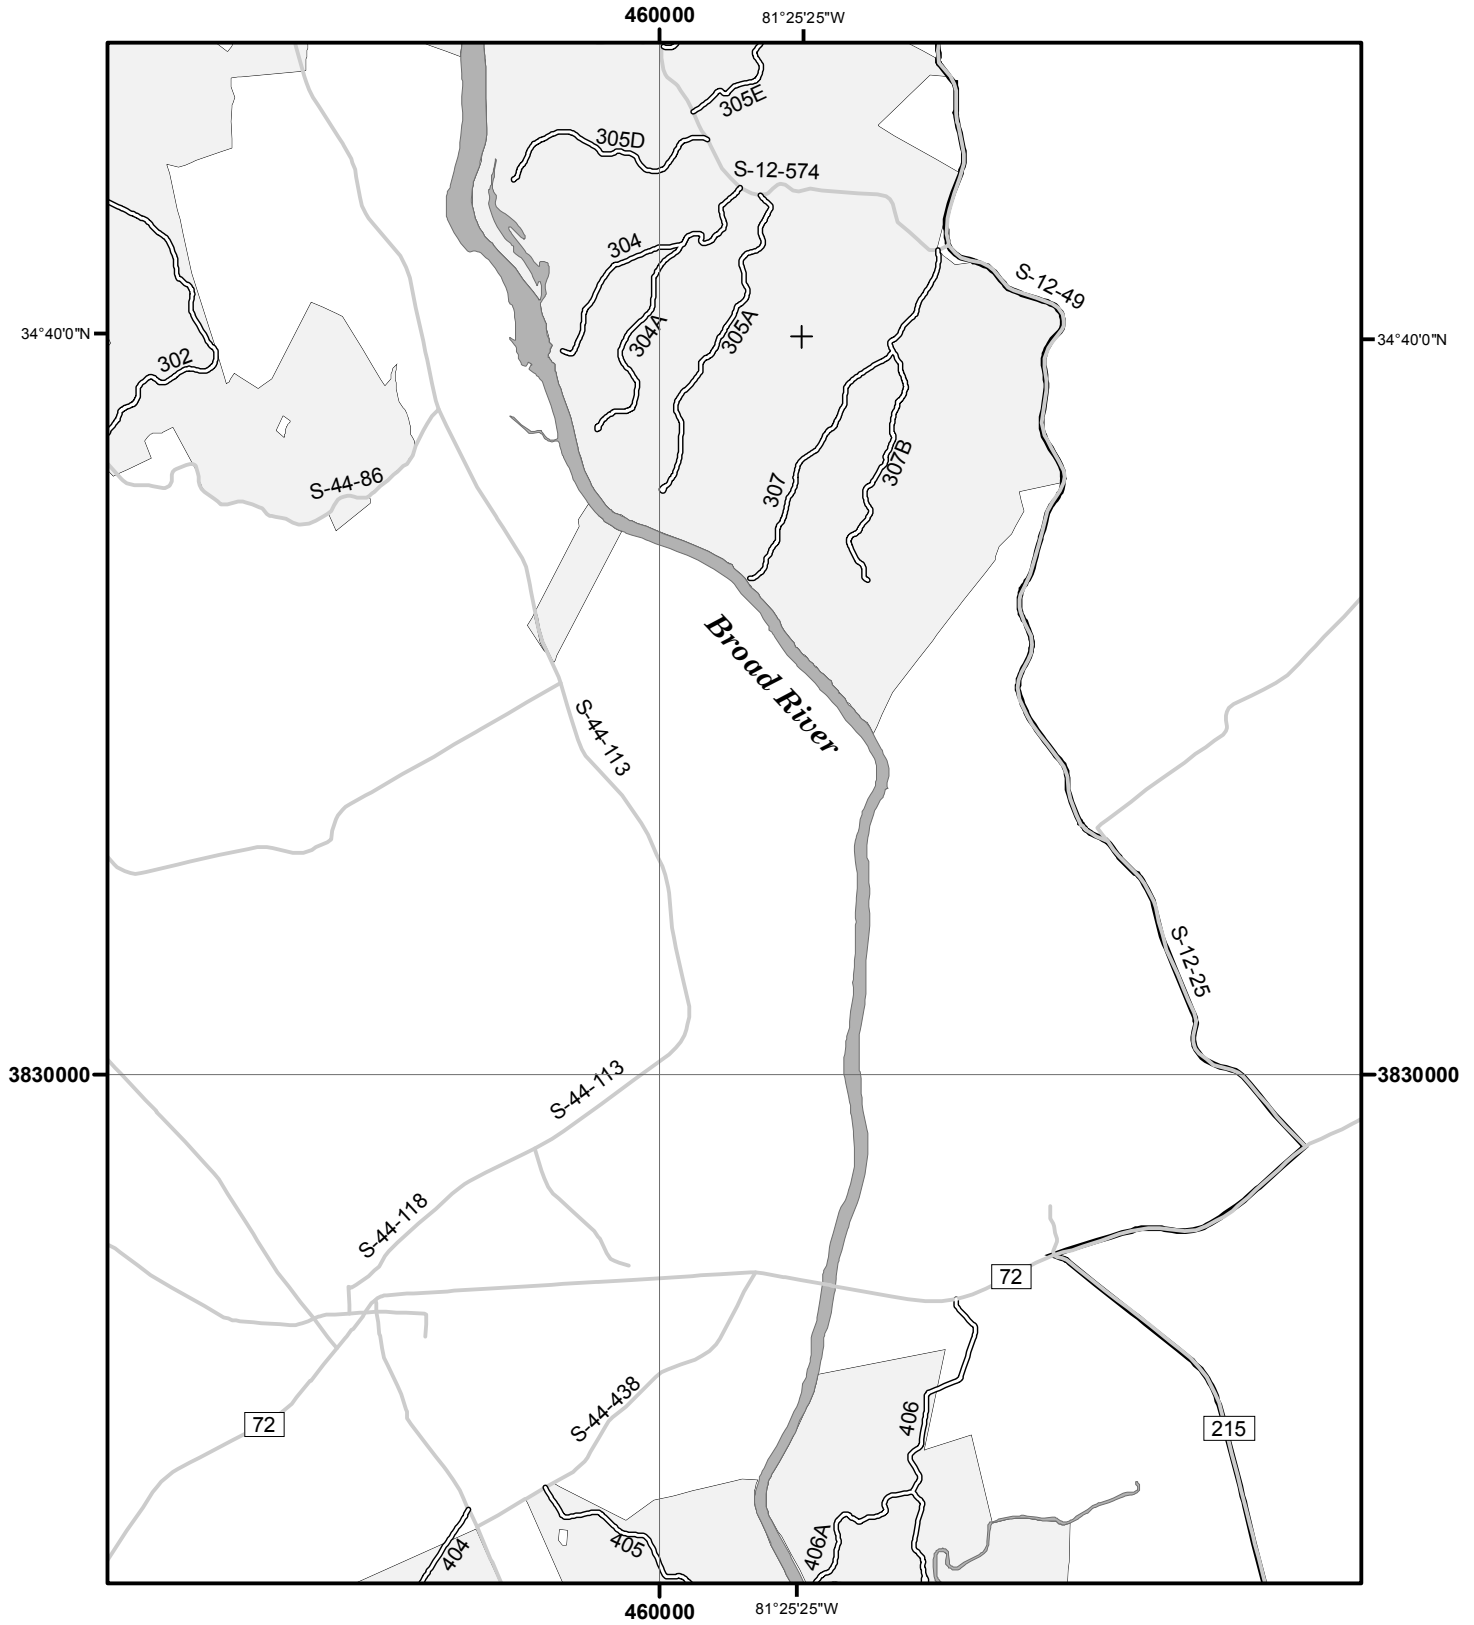 460000
81°25'25"W
305E
305D
S-12-574
304
S-12-49
34°40'0"N
304A
305A
34°40'0"N
302
S-44-86
307
307B
Broad River
S-44-113
S-12-25
3830000
3830000
S-44-113
S-44-118
72
S-44-438
406
72
215
404
405
406A
460000
81°25'25"W